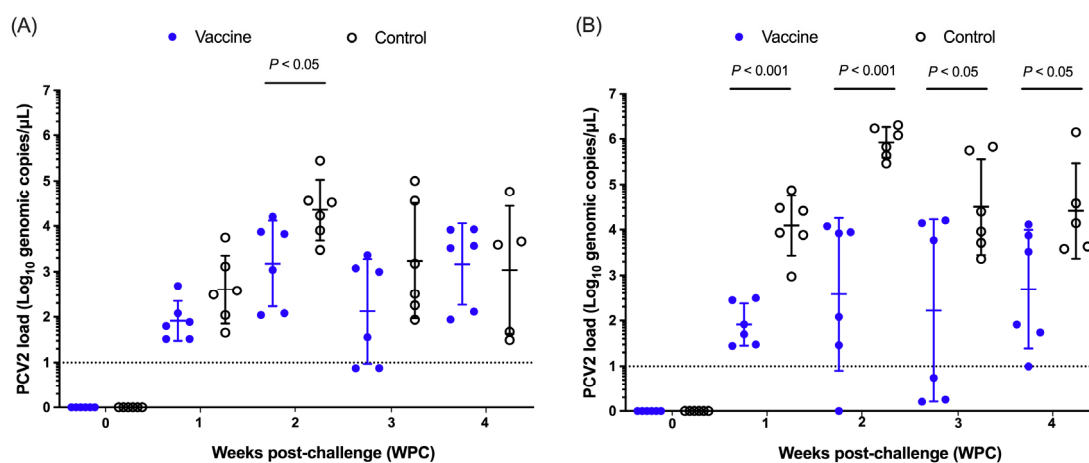 (A)
Vaccine
Control
P < 0.05
7
6
5
4
3
2
1
0
PCV2 load (Log10 genomic copies/µL)
0
1
2
3
4
Weeks post-challenge (WPC)
(B)
Vaccine
Control
P < 0.001
P < 0.001
P < 0.05
P < 0.05
7
6
5
4
3
2
1
0
PCV2 load (Log10 genomic copies/µL)
0
1
2
3
4
Weeks post-challenge (WPC)